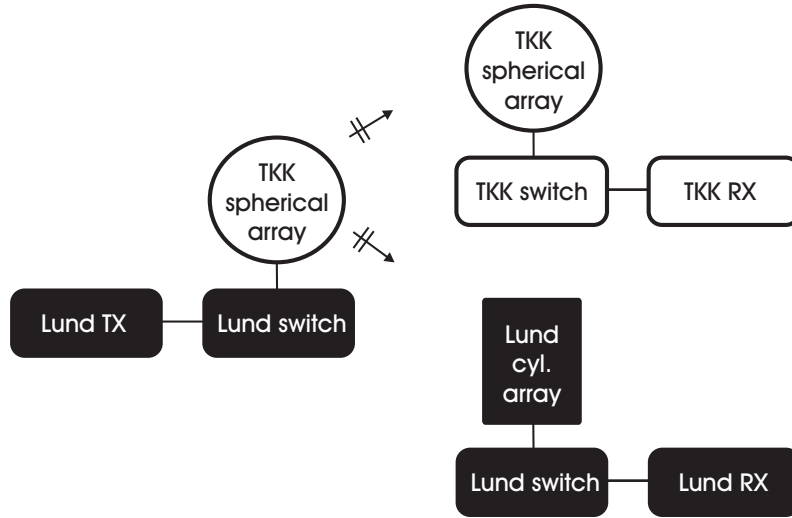 TKK
spherical
array
TKK switch
TKK RX
TKK
spherical
array
Lund TX
Lund switch
Lund
cyl.
array
Lund switch
Lund RX